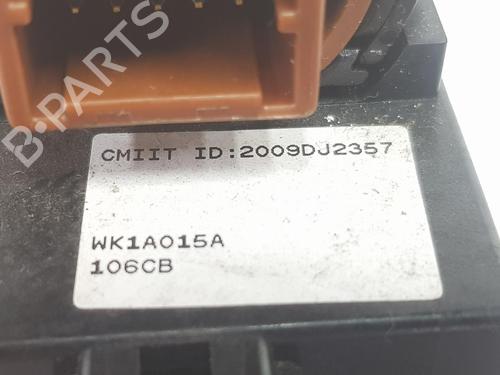 B-PARTS
CMIIT ID:2009DJ2357
WK1A015A
106CB